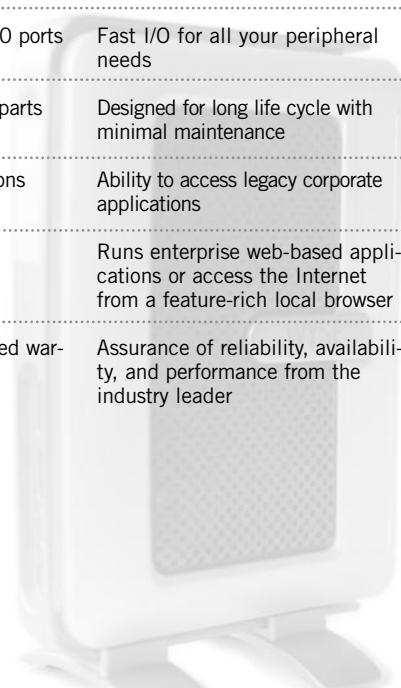 O ports
Fast I/O for all your peripheral
needs
parts
Designed for long life cycle with
minimal maintenance
ons
Ability to access legacy corporate
applications
Runs enterprise web-based appli-
cations or access the Internet
from a feature-rich local browser
ed war-
Assurance of reliability, availabili-
ty, and performance from the
industry leader
WYSE